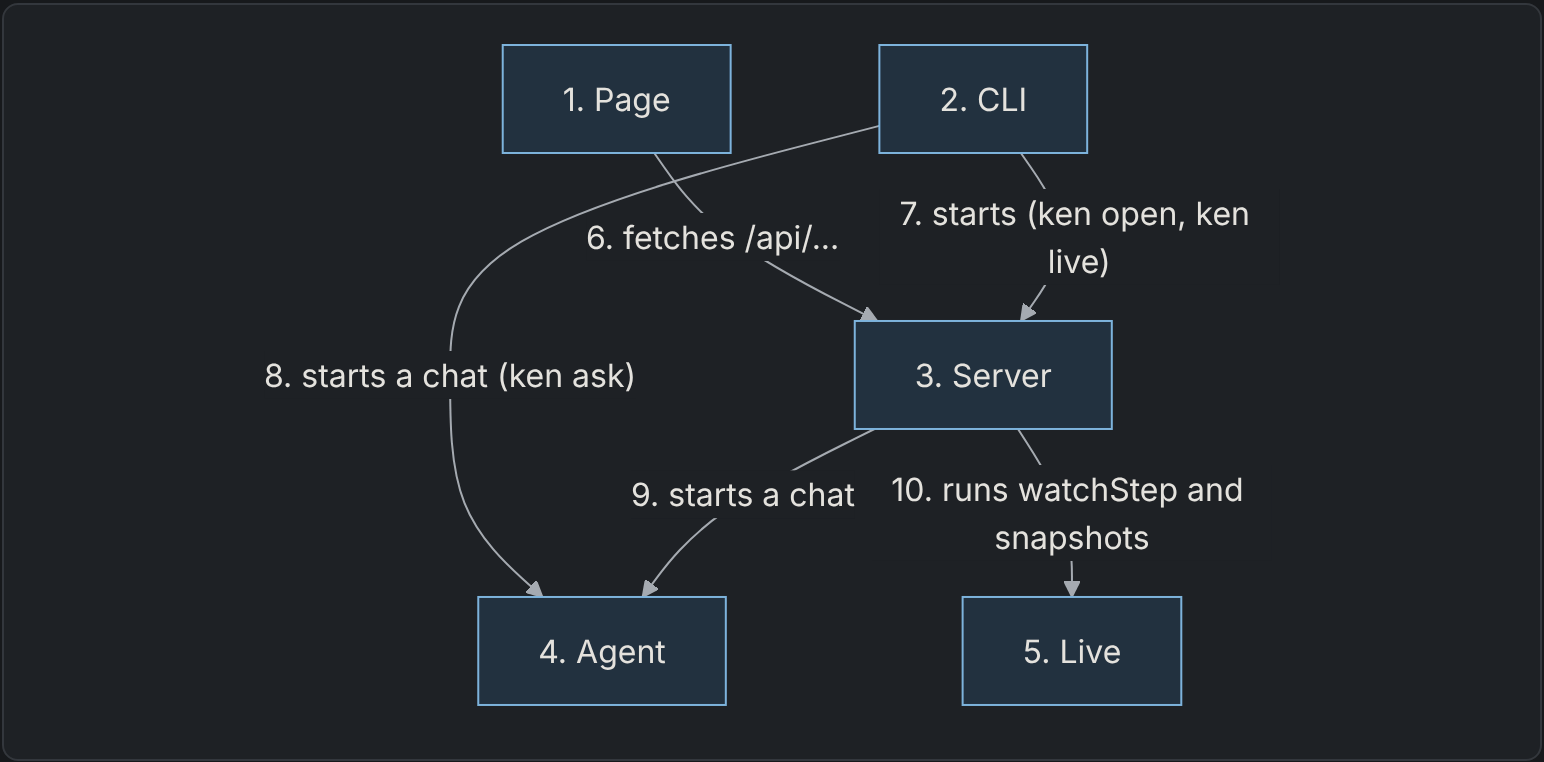 1. Page
2. CLI
7. starts (ken open, ken
live)
6. fetches /api/...
3. Server
8. starts a chat (ken ask)
9. starts a chat
10. runs watchStep and
snapshots
4. Agent
5. Live